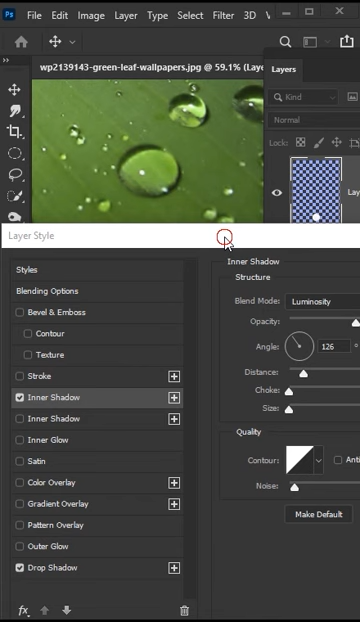 Ps File Edit Image Layer Type Select Filter 3D
wp2139143-green-leaf-wallpapers.jpg @ 59.1% (Laye
Layers
Kind
Normal
Lock:
Lay
Layer Style
Styles
Blending Options
Bevel & Emboss
Contour
Texture
Stroke
Inner Shadow
Inner Shadow
Inner Glow
Satin
Color Overlay
Gradient Overlay
Pattern Overlay
Outer Glow
Drop Shadow
fx
Inner Shadow
Structure
Blend Mode: Luminosity
Opacity:
Angle: 126 °
Distance:
Choke:
Size:
Quality
Contour: Anti
Noise:
Make Default